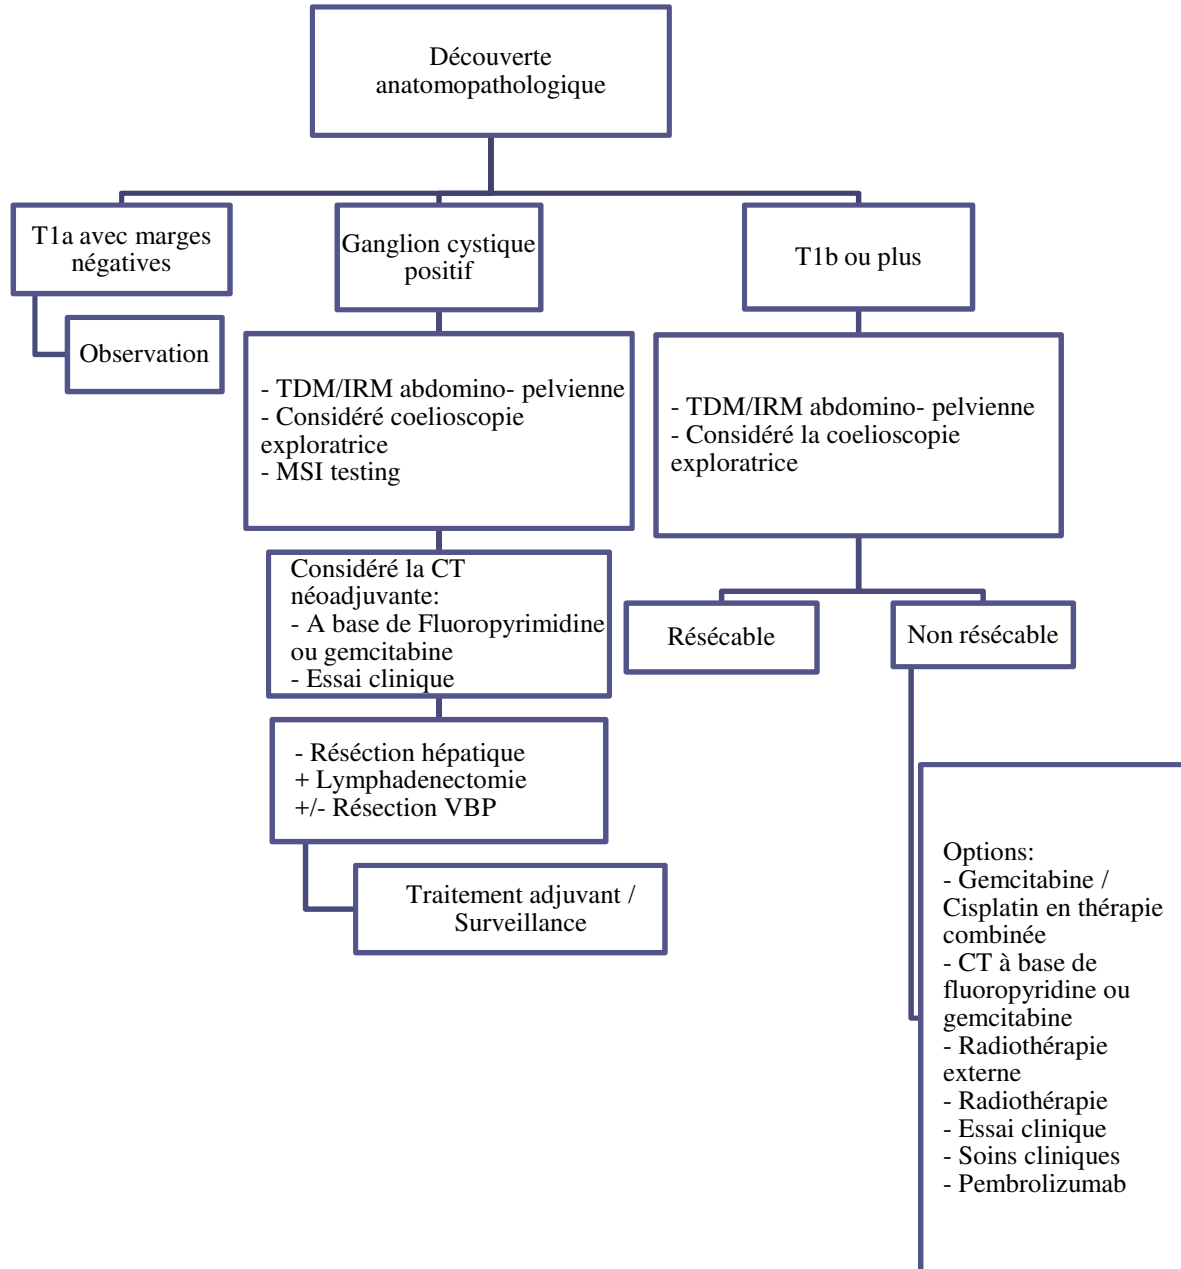 Découverte
anatomopathologique
T1a avec marges
négatives
Ganglion cystique
positif
T1b ou plus
Observation
- TDM/IRM abdomino- pelvienne
- Considéré coelioscopie
exploratrice
- MSI testing
- TDM/IRM abdomino- pelvienne
- Considéré la coelioscopie
exploratrice
Considéré la CT
néoadjuvante:
- A base de Fluoropyrimidine
ou gemcitabine
- Essai clinique
Résécable
Non résécable
- Réséction hépatique
+ Lymphadenectomie
+/- Résection VBP
Traitement adjuvant /
Surveillance
Options:
- Gemcitabine /
Cisplatin en thérapie
combinée
- CT à base de
fluoropyridine ou
gemcitabine
- Radiothérapie
externe
- Radiothérapie
- Essai clinique
- Soins cliniques
- Pembrolizumab